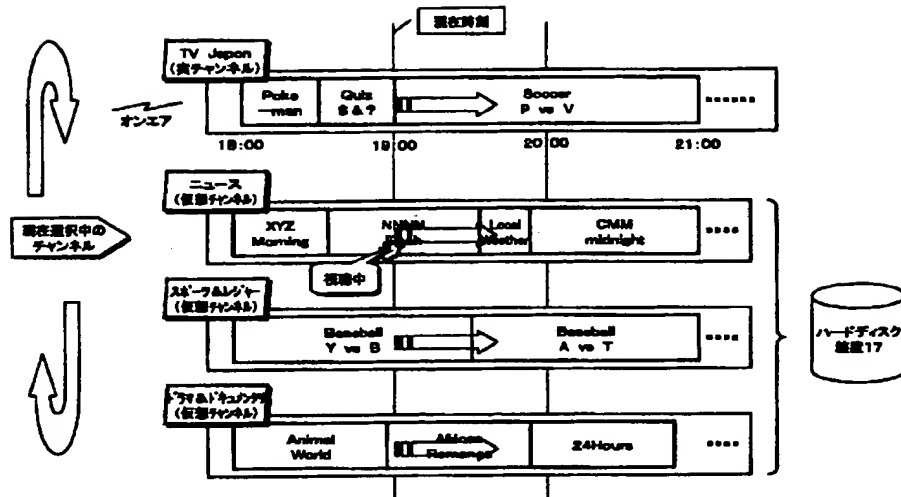 現在時刻
TV Japan
(実チャンネル)
オンエア
Poke
—man
Quiz
$ & ?
Soccer
P vs V
18:00
19:00
20:00
21:00
ニュース
(仮想チャンネル)
現在選択中の
チャンネル
XYZ
Morning
Local
Weather
CMM
midnight
視聴中
スポーツ&レジャー
(仮想チャンネル)
Baseball
Y vs B
Baseball
A vs T
ハードディスク
装置17
ドラマ&ドキュメンタリ
(仮想チャンネル)
Animal
World
Romance
24Hours